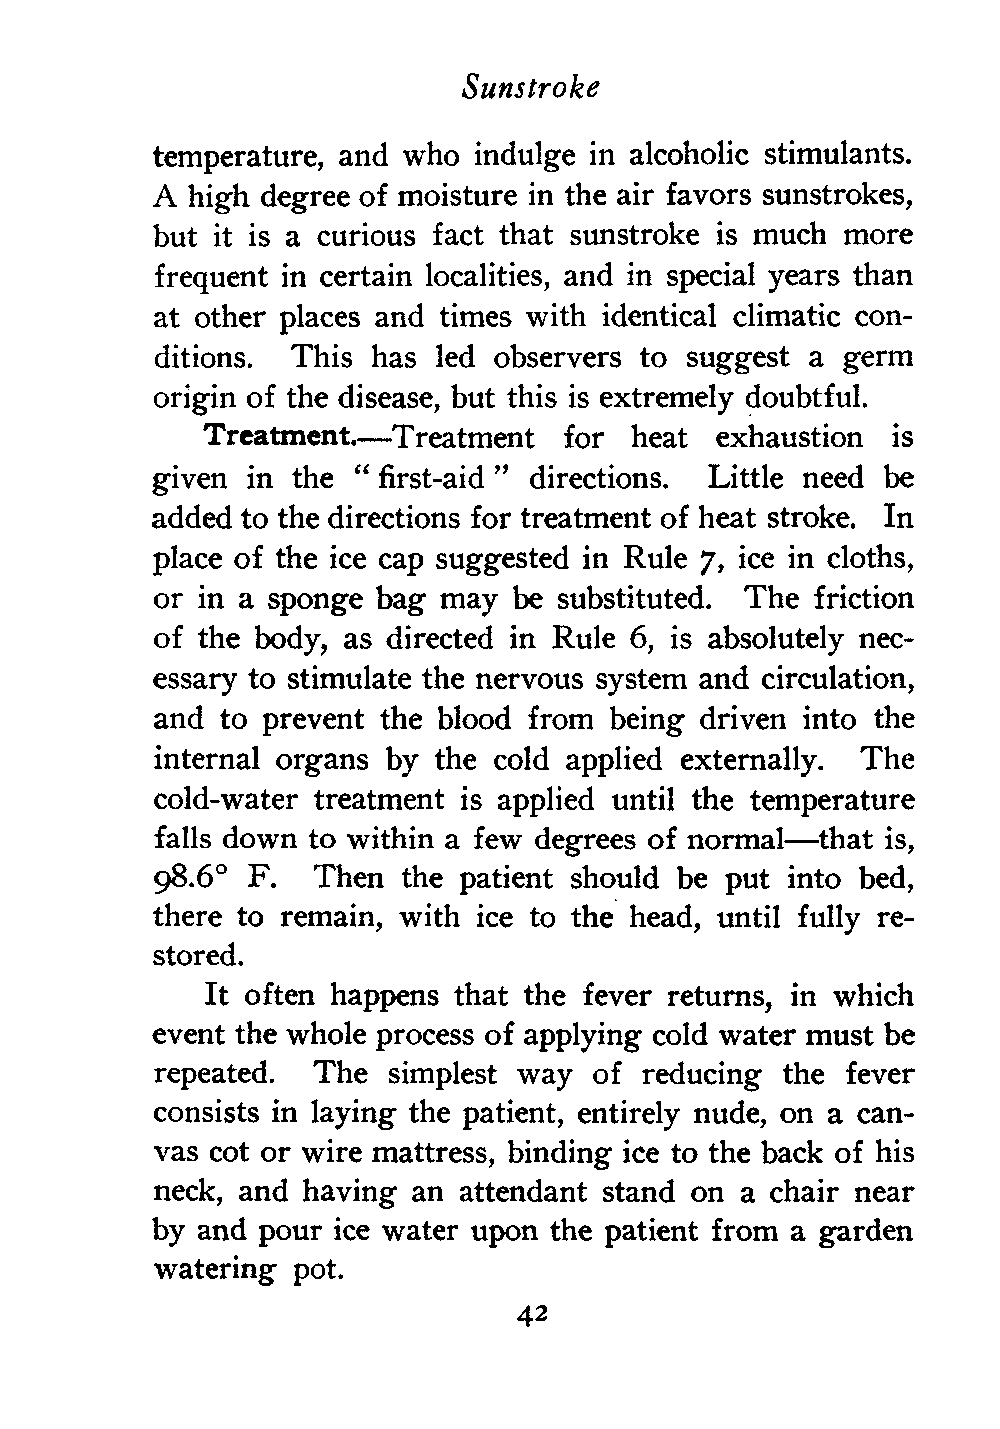 Sunstroke
temperature, and who indulge in alcoholic stimulants.
A high degree of moisture in the air favors sunstrokes,
but it is a curious fact that sunstroke is much more
frequent in certain localities, and in special years than
at other places and times with identical climatic con-
ditions. This has led observers to suggest a germ
origin of the disease, but this is extremely doubtful.
Treatment.—Treatment for heat exhaustion is
given in the “ first-aid ” directions. Little need be
added to the directions for treatment of heat stroke. In
place of the ice cap suggested in Rule 7, ice in cloths,
or in a sponge bag may be substituted. The friction
of the body, as directed in Rule 6, is absolutely nec-
essary to stimulate the nervous system and circulation,
and to prevent the blood from being driven into the
internal organs by the cold applied externally. The
cold-water treatment is applied until the temperature
falls down to within a few degrees of normal—that is,
98.6° F. Then the patient should be put into bed,
there to remain, with ice to the head, until fully re-
stored.
It often happens that the fever returns, in which
event the whole process of applying cold water must be
repeated. The simplest way of reducing the fever
consists in laying the patient, entirely nude, on a can-
vas cot or wire mattress, binding ice to the back of his
neck, and having an attendant stand on a chair near
by and pour ice water upon the patient from a garden
watering pot.
42